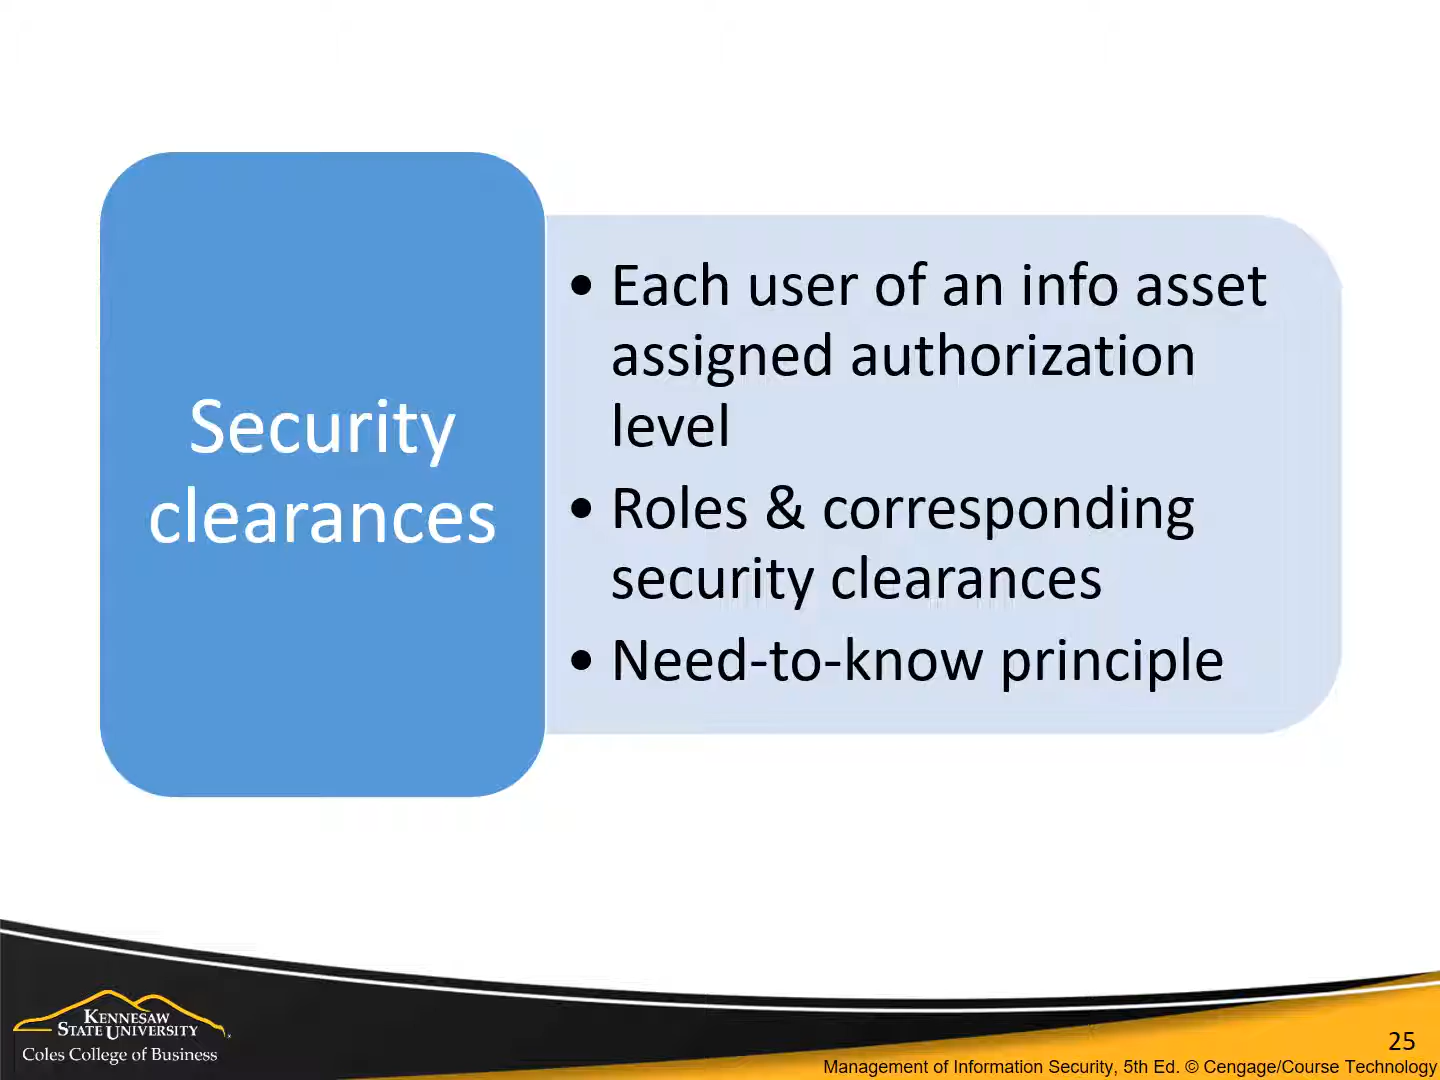 Security
clearances
• Each user of an info asset
assigned authorization
level
• Roles & corresponding
security clearances
• Need-to-know principle
KENNESAW
STATE UNIVERSITY
Coles College of Business
25
Management of Information Security, 5th Ed. © Cengage/Course Technology